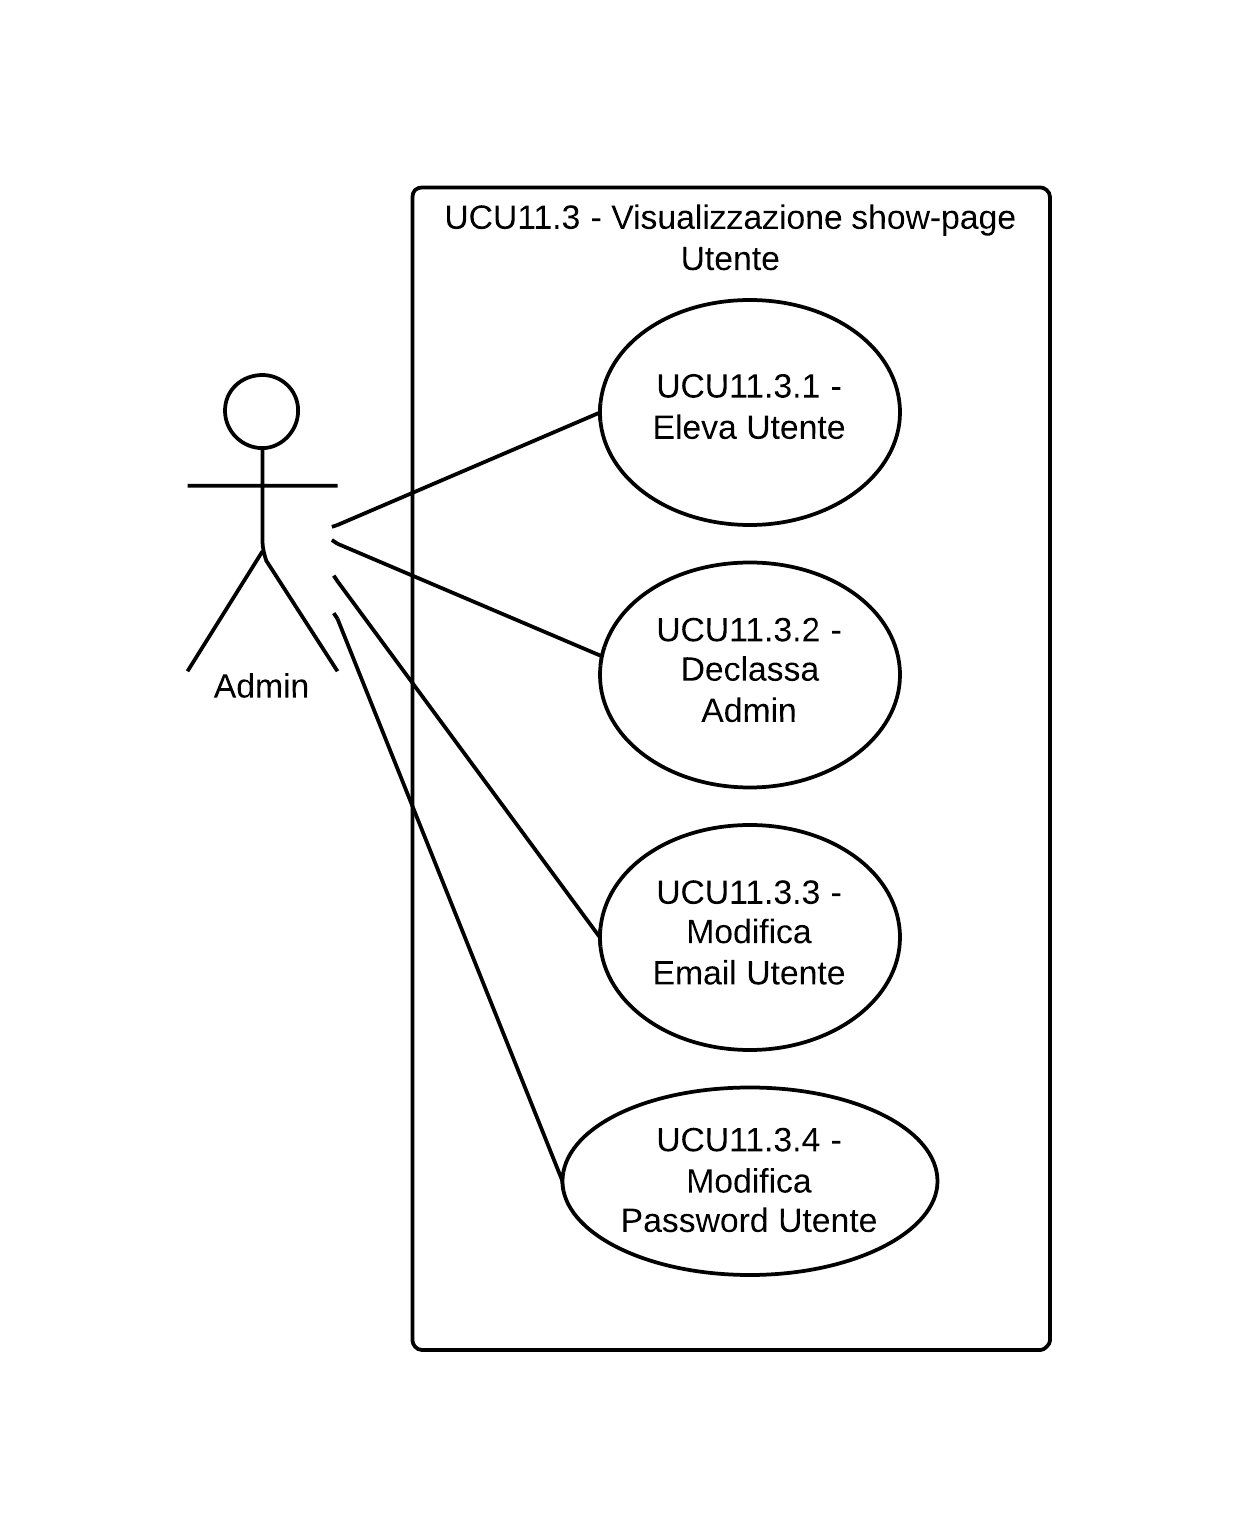 UCU11.3 - Visualizzazione show-page
Utente
UCU11.3.1 -
Eleva Utente
UCU11.3.2 -
Declassa
Admin
Admin
UCU11.3.3 -
Modifica
Email Utente
UCU11.3.4 -
Modifica
Password Utente